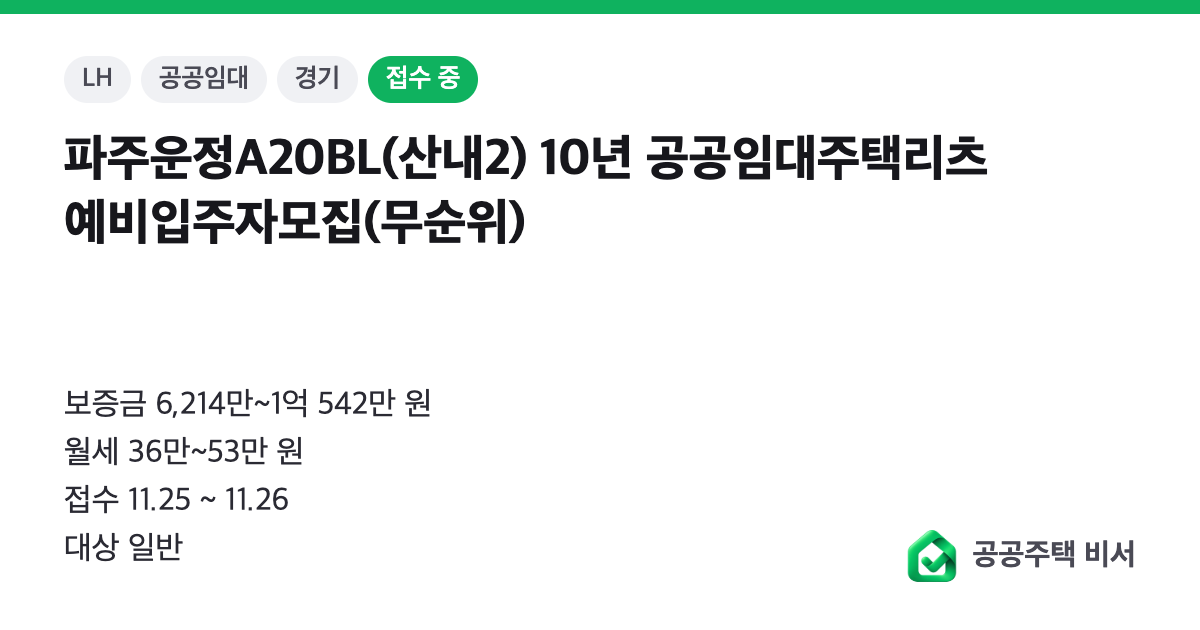 LH 공공임대 경기 접수 중
파주운정A20BL(산내2) 10년 공공임대주택리츠
예비입주자모집(무순위)
보증금 6,214만~1억 542만 원
월세 36만~53만 원
접수 11.25 ~ 11.26
대상 일반
공공주택 비서